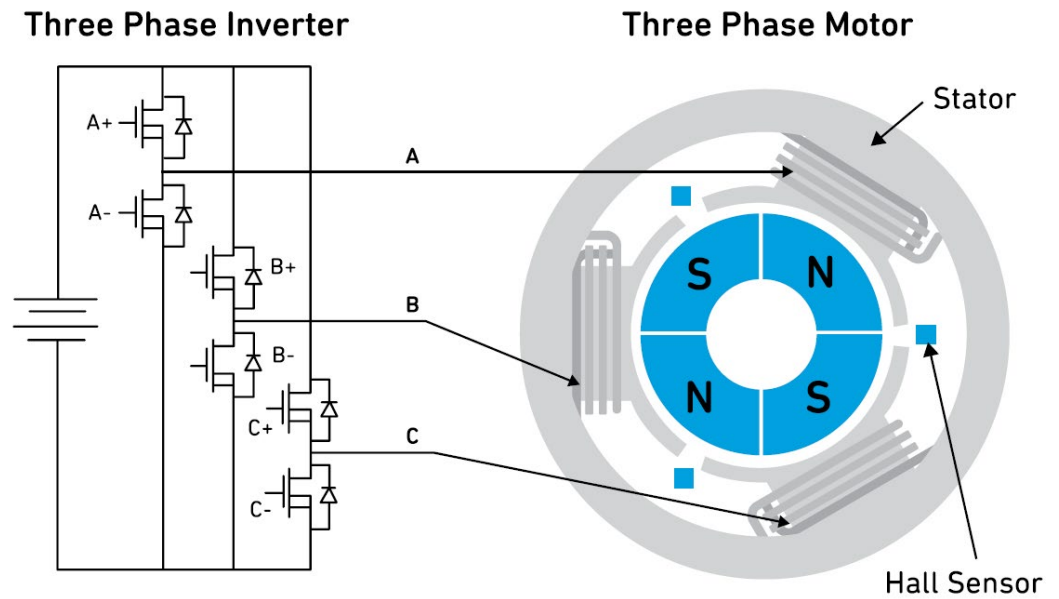 Three Phase Inverter
Three Phase Motor
Stator
A+
A
A-
S
N
B+
B
B-
N
S
C+
C
C-
Hall Sensor